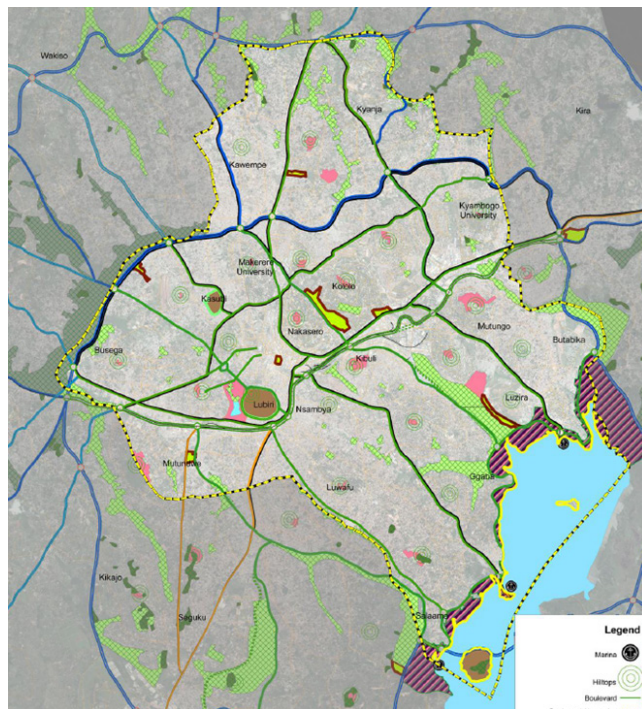 Wakiso
Kyanja
Kira
Kawempe
Kyambogo
University
Makerere
University
Kololo
Kasubi
Mutungo
Nakasero
Butabika
Busega
Kibuli
Luzira
Lubiri
Nsambya
Mutundwe
Ggaba
Luwafu
Kikajo
Saguku
Salaama
Legend
Marina
Hilltops
Boulevard